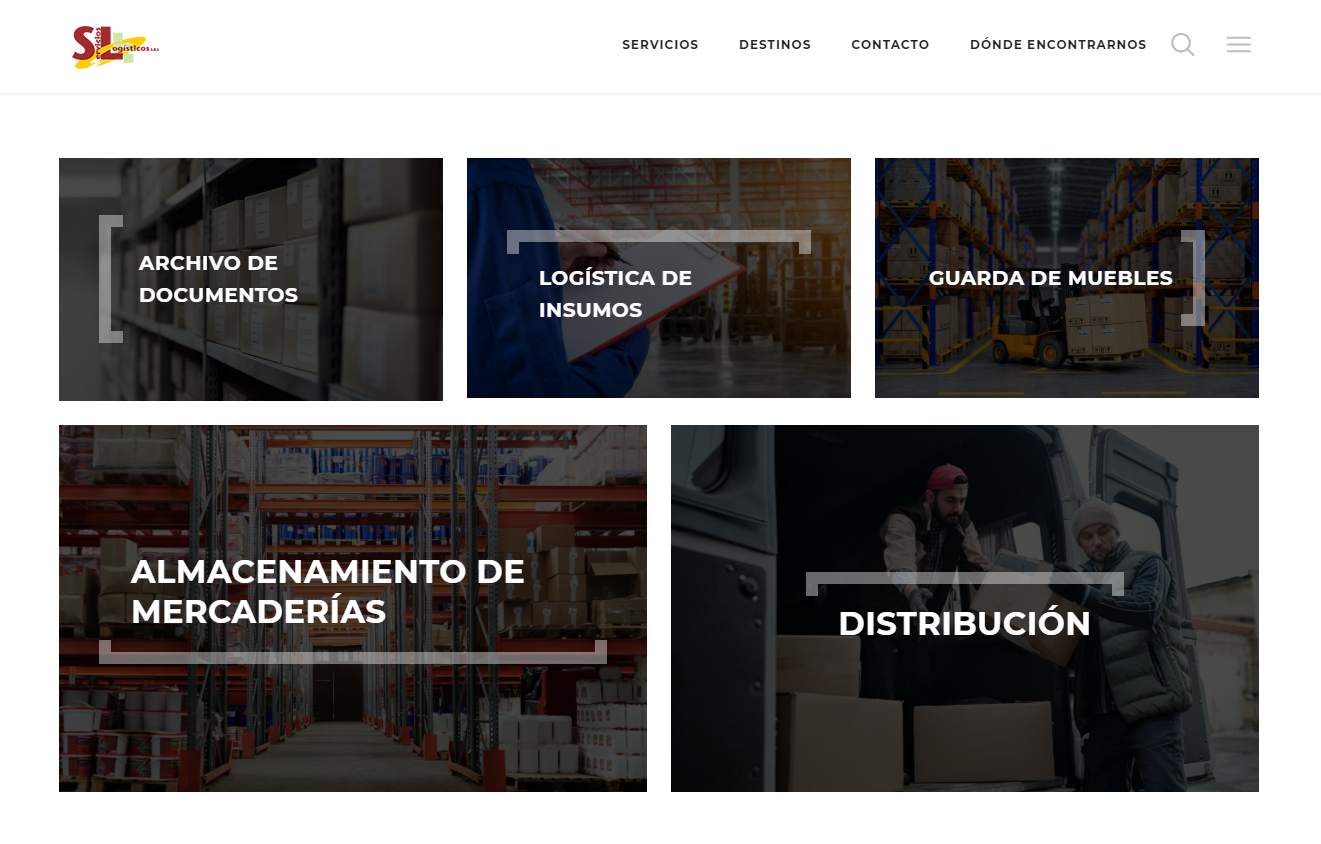 SL
Servicios
Logísticos S.R.L
SERVICIOS
DESTINOS
CONTACTO
DÓNDE ENCONTRARNOS
ARCHIVO DE
DOCUMENTOS
LOGÍSTICA DE
INSUMOS
GUARDA DE MUEBLES
ALMACENAMIENTO DE
MERCADERÍAS
DISTRIBUCIÓN